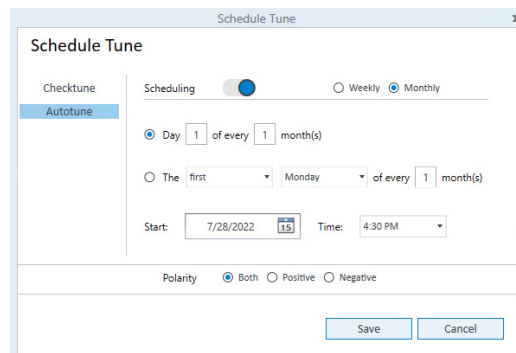 Schedule Tune
Schedule Tune
Checktune
Autotune
Scheduling
Weekly Monthly
Day 1 of every 1 month(s)
The first Monday of every 1 month(s)
Start: 7/28/2022 15 Time: 4:30 PM
Polarity Both Positive Negative
Save Cancel